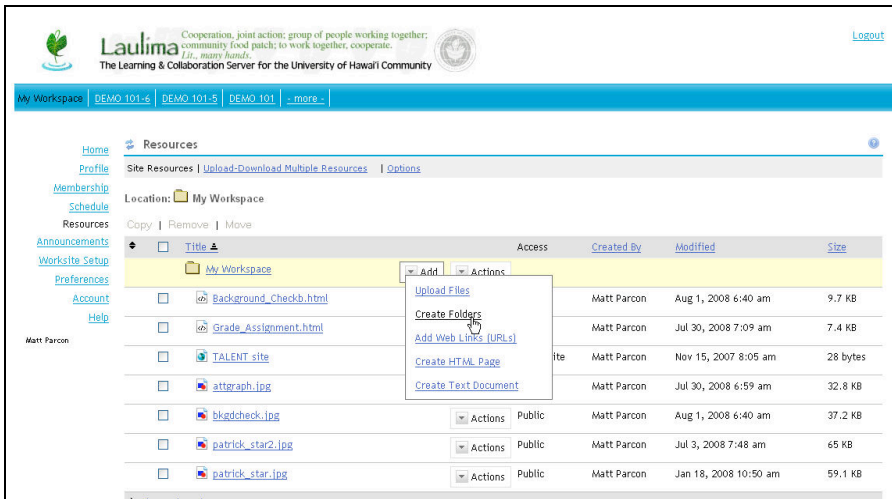 Laulima Cooperation, joint action; group of people working together;
community food patch; to work together, cooperate.
Lit., many hands.
The Learning & Collaboration Server for the University of Hawai'i Community
Logout
My Workspace | DEMO 101-6 | DEMO 101-5 | DEMO 101 | - more - |
Home
Profile
Membership
Schedule
Resources
Announcements
Worksite Setup
Preferences
Account
Help
Matt Parcon
Resources
Site Resources | Upload-Download Multiple Resources | Options
Location: My Workspace
Copy | Remove | Move
Title Access Created By Modified Size
My Workspace Add Actions
Upload Files
Create Folders
Add Web Links (URLs)
Create HTML Page
Create Text Document
Background_Checkb.html Matt Parcon Aug 1, 2008 6:40 am 9.7 KB
Grade_Assignment.html Matt Parcon Jul 30, 2008 7:09 am 7.4 KB
TALENT site Matt Parcon Nov 15, 2007 8:05 am 28 bytes
attgraph.jpg Matt Parcon Jul 30, 2008 6:59 am 32.8 KB
bkgdcheck.jpg Actions Public Matt Parcon Aug 1, 2008 6:40 am 37.2 KB
patrick_star2.jpg Actions Public Matt Parcon Jul 3, 2008 7:48 am 65 KB
patrick_star.jpg Actions Public Matt Parcon Jan 18, 2008 10:50 am 59.1 KB